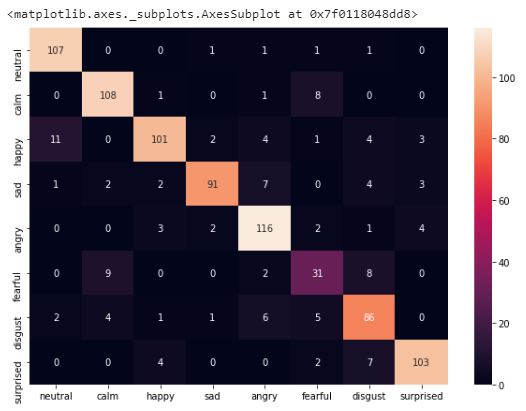 <matplotlib.axes._subplots.AxesSubplot at 0x7f0118048dd8>
neutral 107 0 0 1 1 1 1 0
calm 0 108 1 0 1 8 0 0
happy 11 0 101 2 4 1 4 3
sad 1 2 2 91 7 0 4 3
angry 0 0 3 2 116 2 1 4
fearful 0 9 0 0 2 31 8 0
disgust 2 4 1 1 6 5 86 0
surprised 0 0 4 0 0 2 7 103
neutral calm happy sad angry fearful disgust surprised
100
80
60
40
20
0